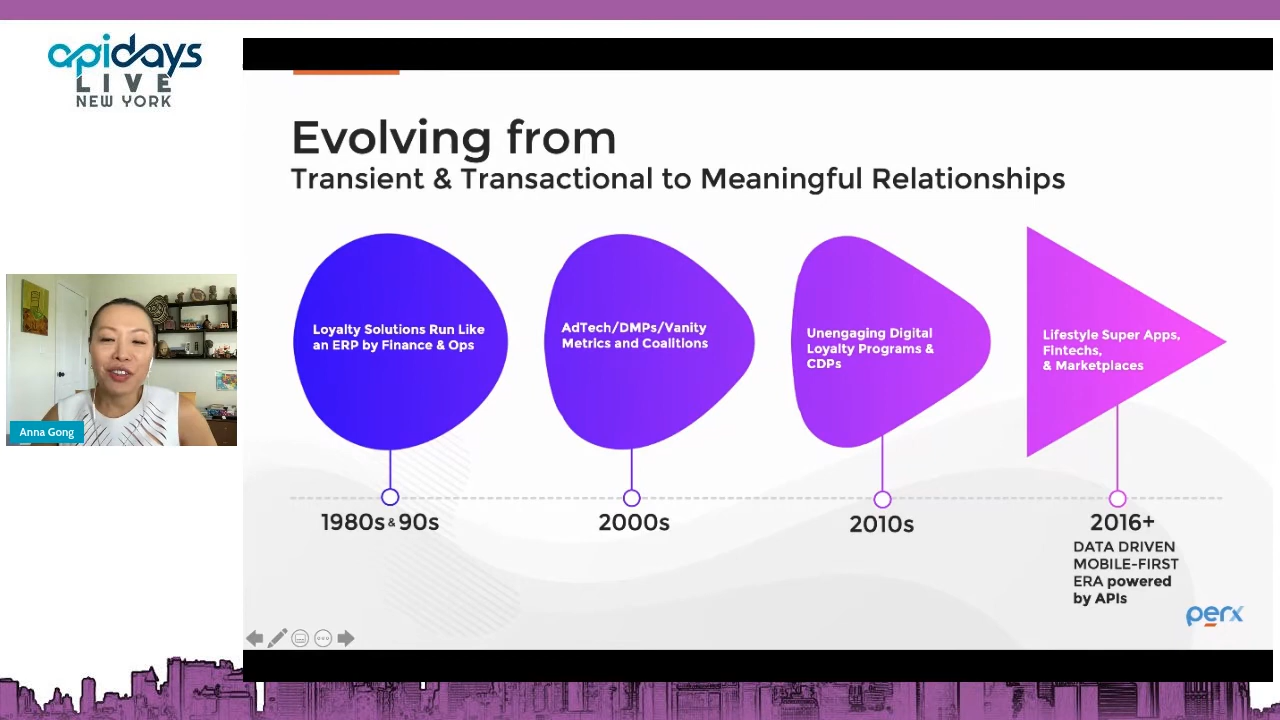 apidays
LIVE
NEW YORK
Anna Gong
Evolving from
Transient & Transactional to Meaningful Relationships
Loyalty Solutions Run Like
an ERP by Finance & Ops
AdTech/DMPs/Vanity
Metrics and Coalitions
Unengaging Digital
Loyalty Programs &
CDPs
Lifestyle Super Apps,
Fintechs,
& Marketplaces
1980s & 90s
2000s
2010s
2016+
DATA DRIVEN
MOBILE-FIRST
ERA powered
by APIs
perx